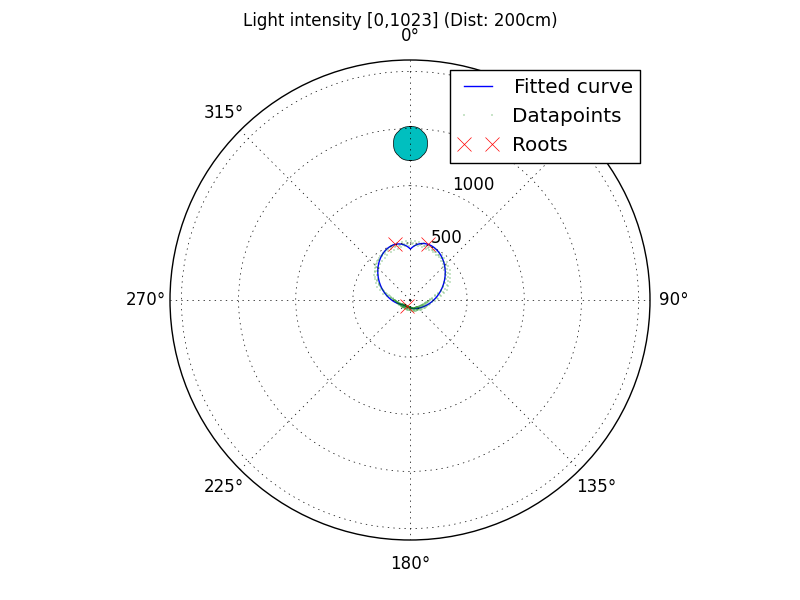 Light intensity [0,1023] (Dist: 200cm)
0°
Fitted curve
Datapoints
Roots
315°
1000
500
270°
90°
225°
135°
180°